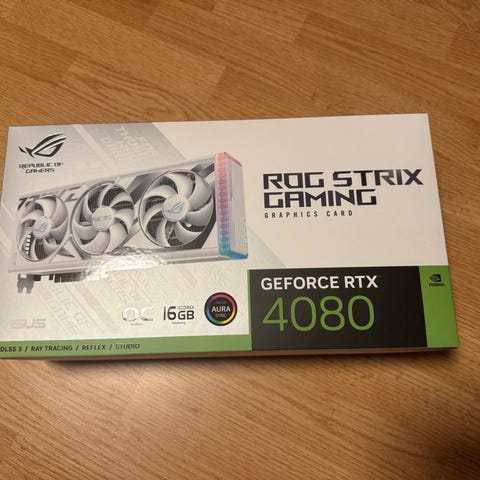 REPUBLIC OF
GAMERS
ROG STRIX
GAMING
GRAPHICS CARD
GEFORCE RTX
4080
NVIDIA
ASUS
OC
16GB
GDDR6X
AURA
SYNC
DLSS 3 / RAY TRACING / REFLEX / STUDIO